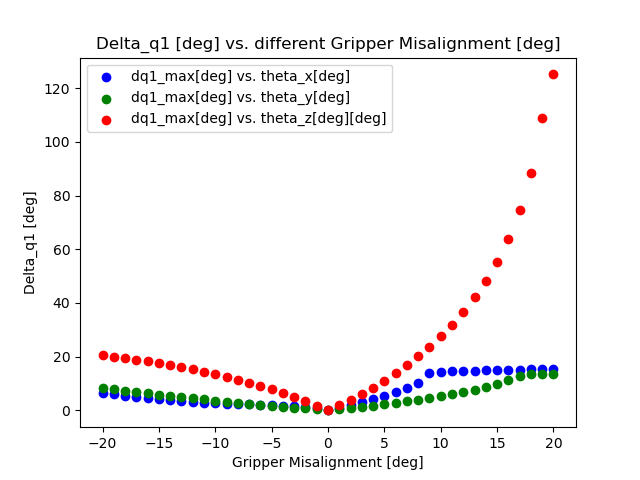 Delta_q1 [deg] vs. different Gripper Misalignment [deg]
dq1_max[deg] vs. theta_x[deg]
dq1_max[deg] vs. theta_y[deg]
dq1_max[deg] vs. theta_z[deg][deg]
Delta_q1 [deg]
120
100
80
60
40
20
0
−20 −15 −10 −5 0 5 10 15 20
Gripper Misalignment [deg]